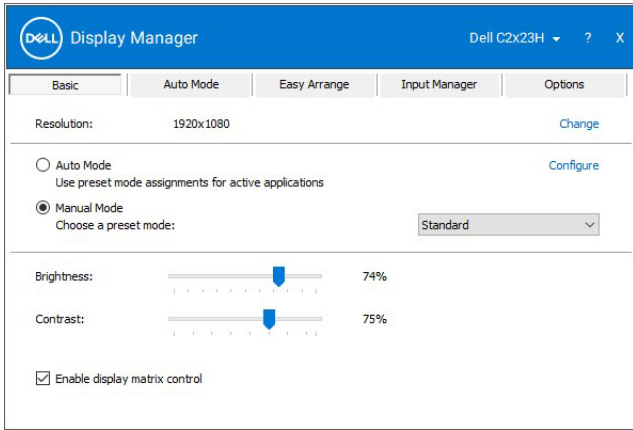 DELL Display Manager Dell C2x23H ? X
Basic Auto Mode Easy Arrange Input Manager Options
Resolution: 1920x1080 Change
Auto Mode Configure
Use preset mode assignments for active applications
Manual Mode
Choose a preset mode: Standard
Brightness: 74%
Contrast: 75%
Enable display matrix control